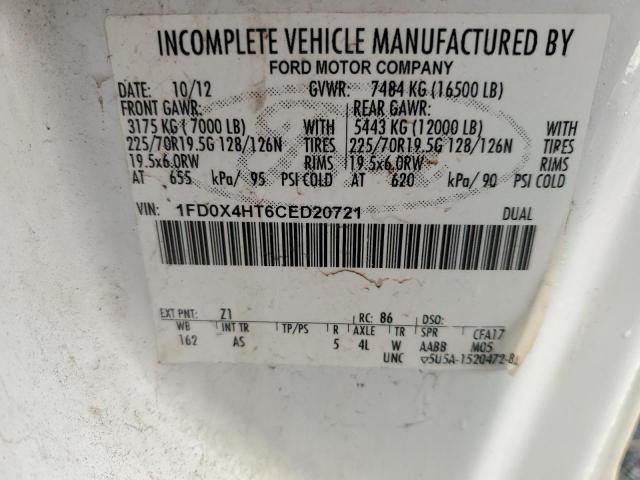 INCOMPLETE VEHICLE MANUFACTURED BY
FORD MOTOR COMPANY
DATE: 10/12 GVWR: 7484 KG (16500 LB)
FRONT GAWR: REAR GAWR:
3175 KG (7000 LB) WITH 5443 KG (12000 LB) WITH
225/70R19.5G 128/126N TIRES 225/70R19.5G 128/126N TIRES
19.5x6.0RW RIMS 19.5x6.0RW RIMS
AT 655 kPa/ 95 PSI COLD AT 620 kPa/ 90 PSI COLD
VIN: 1FD0X4HT6CED20721 DUAL
EXT PNT: Z1 RC: 86 DSO:
WB INT TR TP/PS R AXLE TR SPR CFA17
162 AS 5 4L W AABB M05
UNC ▽5U5A-1520472-B